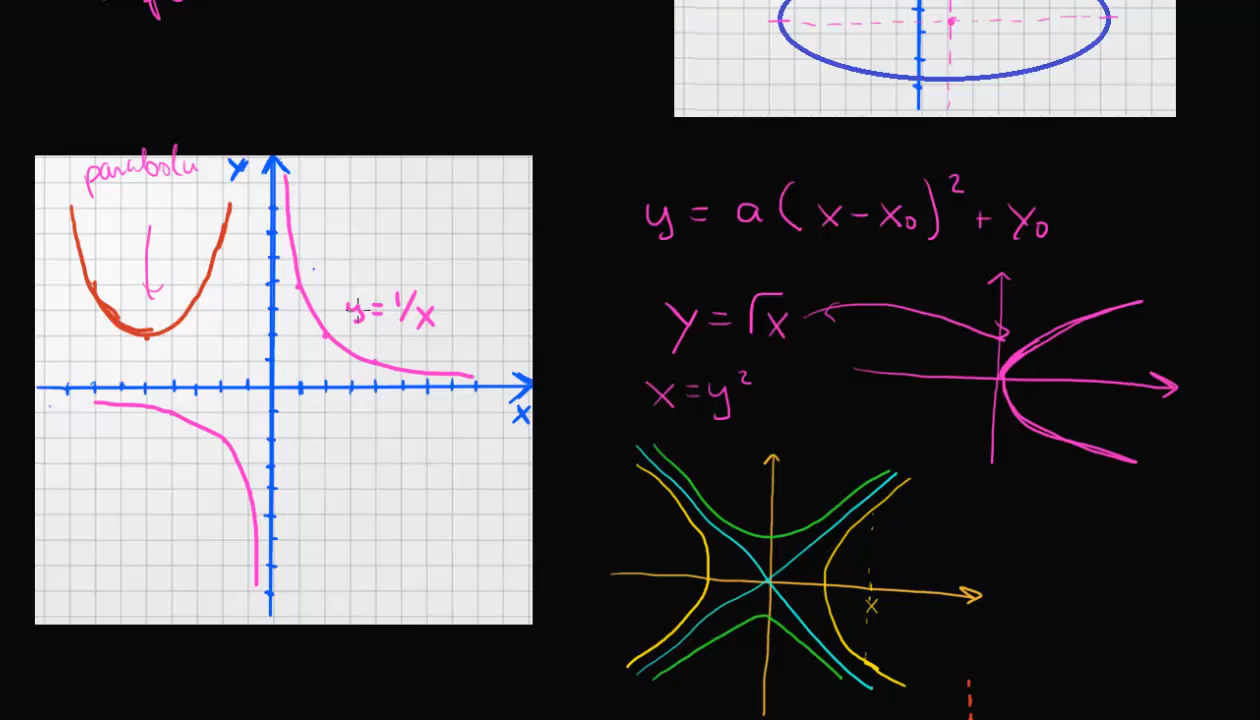 parabola
y
y = 1/x
x
y = a(x - x₀)² + y₀
y = √x
x = y²
x